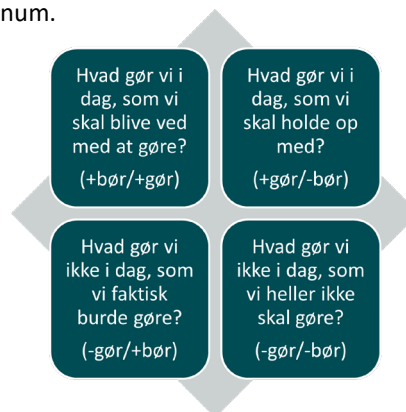 num.
Hvad gør vi i
dag, som vi
skal blive ved
med at gøre?
(+bør/+gør)
Hvad gør vi i
dag, som vi
skal holde op
med?
(+gør/-bør)
Hvad gør vi
ikke i dag, som
vi faktisk
burde gøre?
(-gør/+bør)
Hvad gør vi
ikke i dag, som
vi heller ikke
skal gøre?
(-gør/-bør)